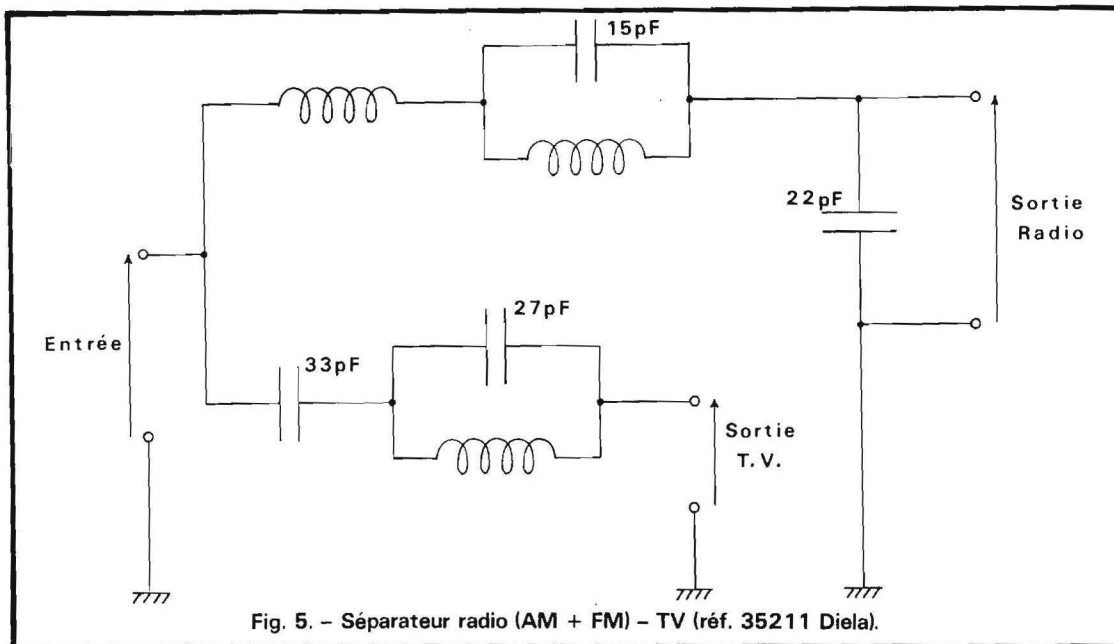 15pF
22pF
Sortie
Radio
Entrée
27pF
33pF
Sortie
T.V.
Fig. 5. – Séparateur radio (AM + FM) – TV (réf. 35211 Diela).